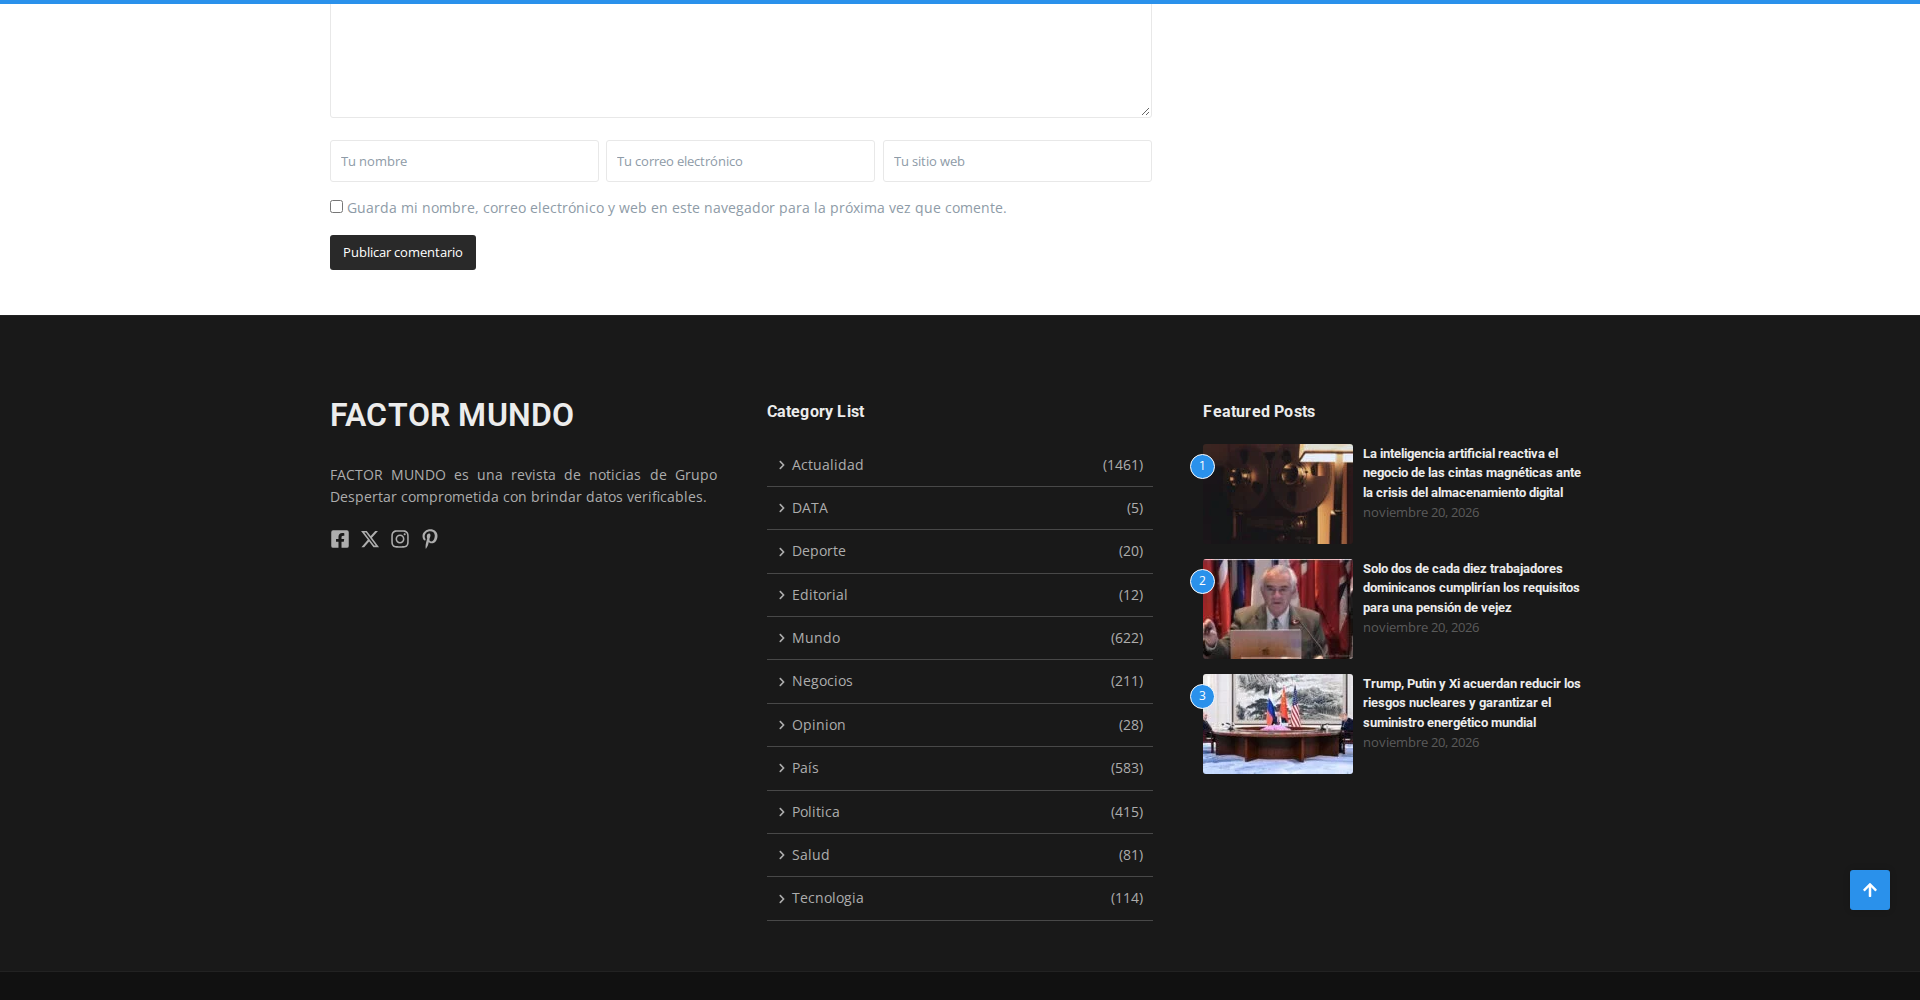 Tu nombre
Tu correo electrónico
Tu sitio web
Guarda mi nombre, correo electrónico y web en este navegador para la próxima vez que comente.
Publicar comentario
FACTOR MUNDO
FACTOR MUNDO es una revista de noticias de Grupo
Despertar comprometida con brindar datos verificables.
Category List
Actualidad (1461)
DATA (5)
Deporte (20)
Editorial (12)
Mundo (622)
Negocios (211)
Opinion (28)
País (583)
Politica (415)
Salud (81)
Tecnologia (114)
Featured Posts
1
La inteligencia artificial reactiva el
negocio de las cintas magnéticas ante
la crisis del almacenamiento digital
noviembre 20, 2026
2
Solo dos de cada diez trabajadores
dominicanos cumplirían los requisitos
para una pensión de vejez
noviembre 20, 2026
3
Trump, Putin y Xi acuerdan reducir los
riesgos nucleares y garantizar el
suministro energético mundial
noviembre 20, 2026